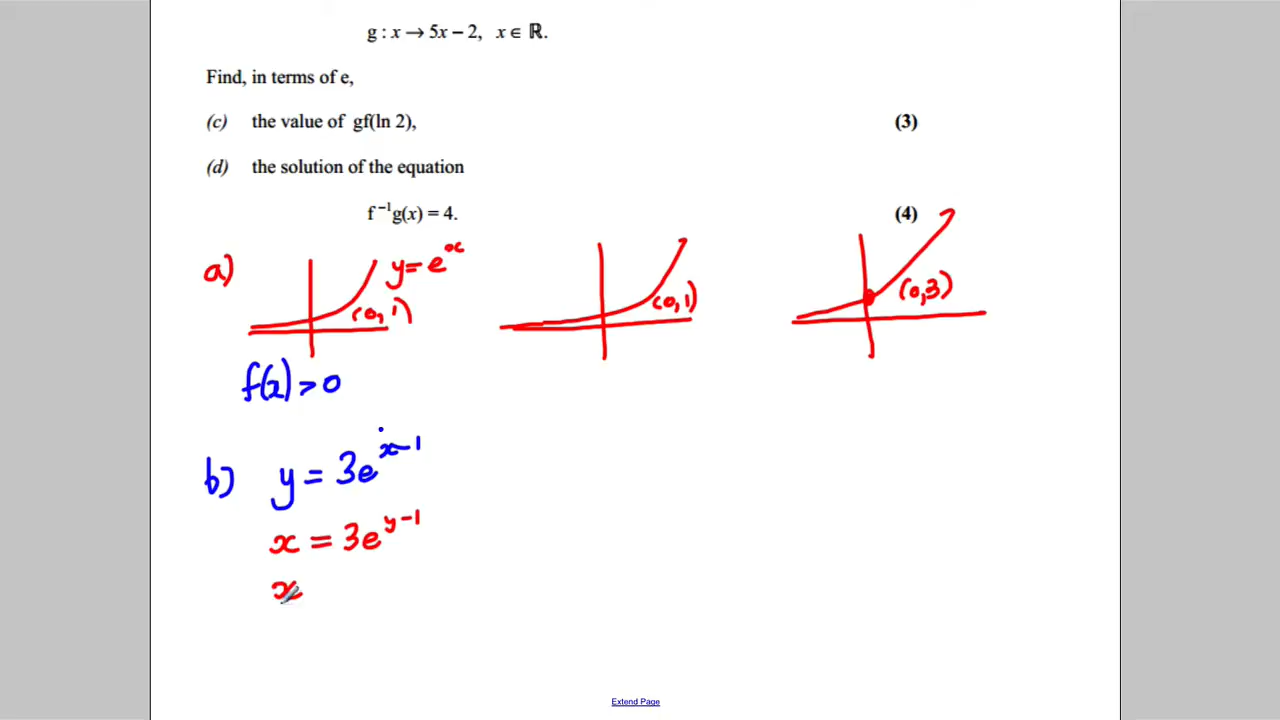 g : x → 5x – 2, x ∈ ℝ.
Find, in terms of e,
(c) the value of gf(ln 2), (3)
(d) the solution of the equation
f⁻¹g(x) = 4. (4)
a) y=eˣ
(0,1) (0,1) (0,3)
f(x) > 0
b) y = 3eˣ⁻¹
x = 3eʸ⁻¹
x
Extend Page